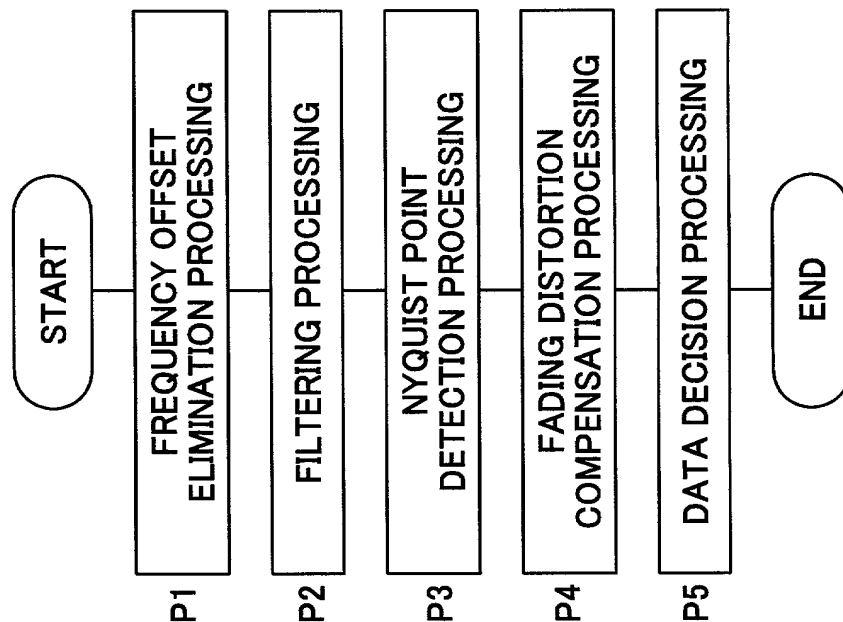 START
P1
FREQUENCY OFFSET
ELIMINATION PROCESSING
P2
FILTERING PROCESSING
P3
NYQUIST POINT
DETECTION PROCESSING
P4
FADING DISTORTION
COMPENSATION PROCESSING
P5
DATA DECISION PROCESSING
END